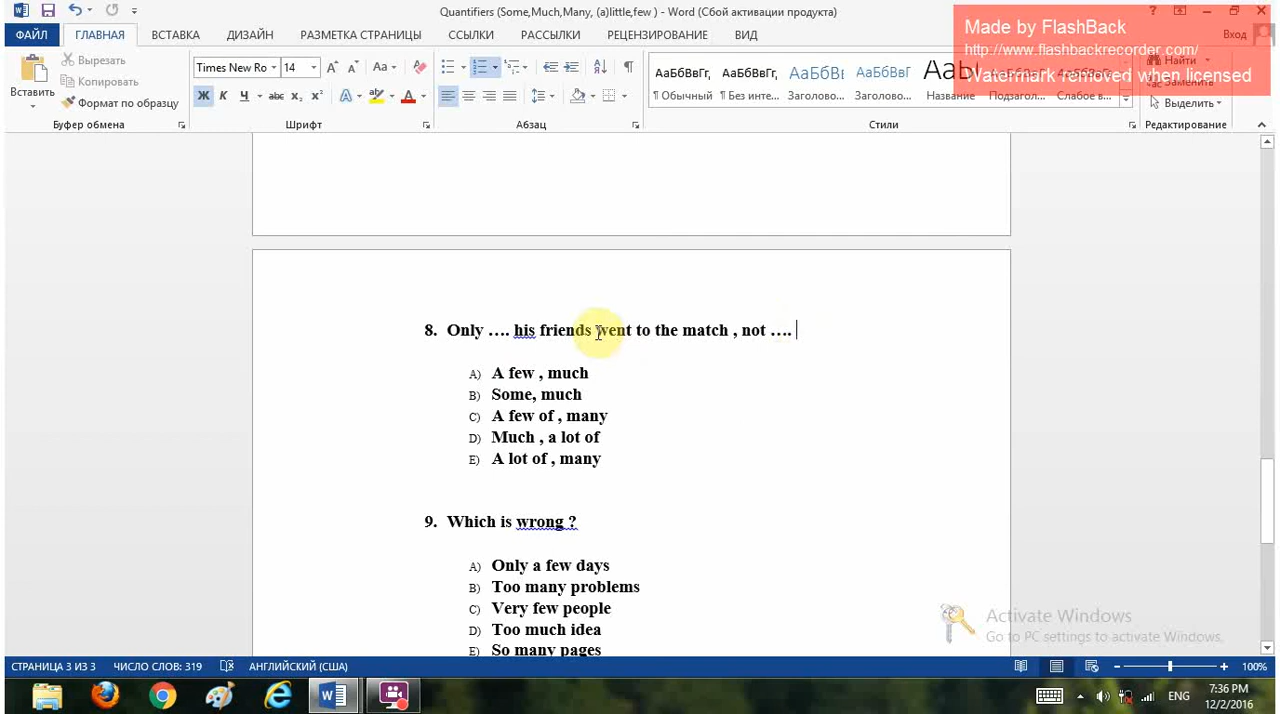 Quantifiers (Some,Much,Many, (a)little,few ) - Word (Сбой активации продукта)
Made by FlashBack
http://www.flashbackrecorder.com/
Watermark removed when licensed
ФАЙЛ ГЛАВНАЯ ВСТАВКА ДИЗАЙН РАЗМЕТКА СТРАНИЦЫ ССЫЛКИ РАССЫЛКИ РЕЦЕНЗИРОВАНИЕ ВИД Вход
Вставить
Вырезать
Копировать
Формат по образцу
Times New Ro 14
Ж К Ч abc x₂ x²
АаБбВвГг, АаБбВвГг, АаБбВı АаБбВвГ, Ааы
¶ Обычный ¶ Без инте... Заголово... Заголово... Название Подзагол... Слабое в...
Найти
Заменить
Выделить
Буфер обмена Шрифт Абзац Стили Редактирование
8. Only .... his friends went to the match , not ....
A) A few , much
B) Some, much
C) A few of , many
D) Much , a lot of
E) A lot of , many
9. Which is wrong ?
A) Only a few days
B) Too many problems
C) Very few people
D) Too much idea
E) So many pages
Activate Windows
Go to PC settings to activate Windows.
СТРАНИЦА 3 ИЗ 3 ЧИСЛО СЛОВ: 319 АНГЛИЙСКИЙ (США) 100%
ENG
7:36 PM
12/2/2016